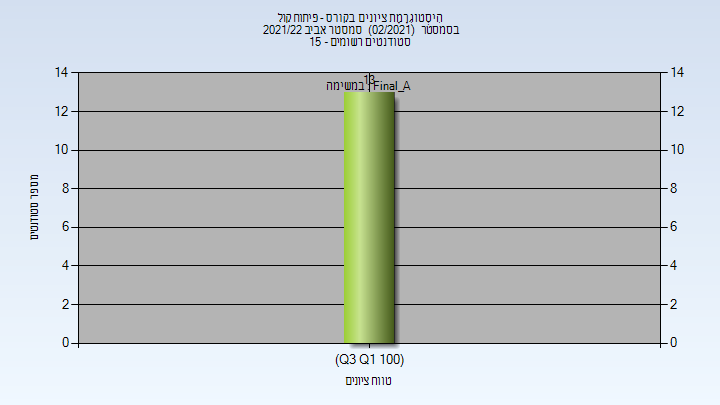 היסטוגרמת ציונים בקורס - פיתוח קול
בסמסטר (02/2021) סמסטר אביב 2021/22
סטודנטים רשומים - 15
13
במשימה : Final_A
14 14
12 12
10 10
8 8
6 6
4 4
2 2
0 0
מספר סטודנטים
(Q3 Q1 100)
טווח ציונים